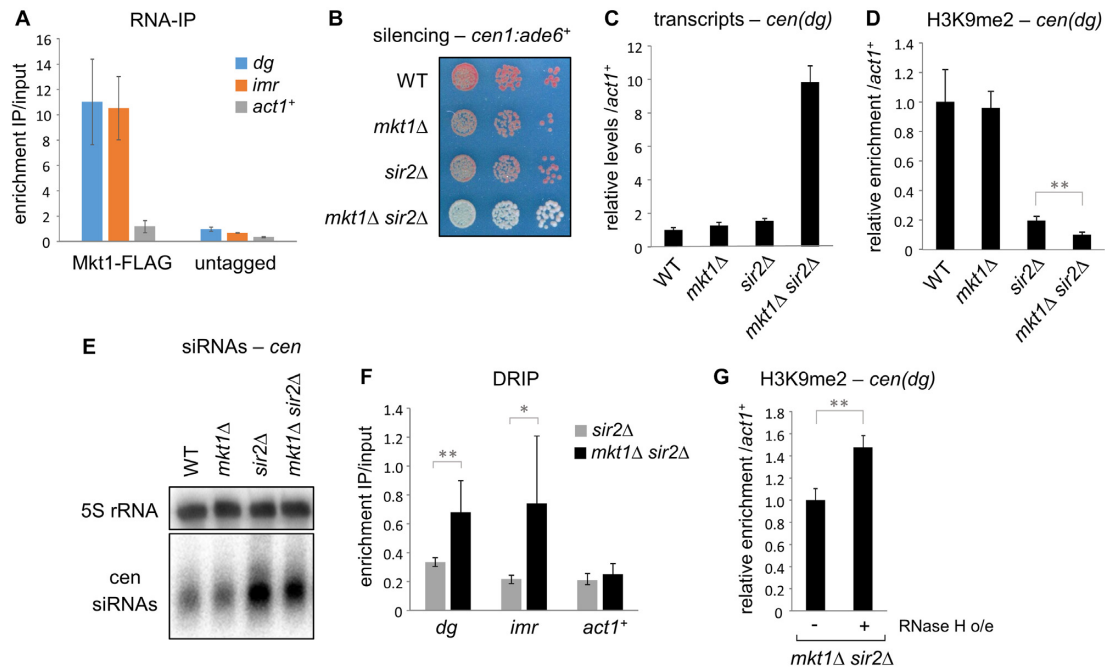 A RNA-IP
enrichment IP/input
16
14
12
10
8
6
4
2
0
dg
imr
act1+
Mkt1-FLAG untagged
B
silencing – cen1:ade6+
WT
mkt1Δ
sir2Δ
mkt1Δ sir2Δ
C transcripts – cen(dg)
relative levels /act1+
12
10
8
6
4
2
0
WT
mkt1Δ
sir2Δ
mkt1Δ sir2Δ
D H3K9me2 – cen(dg)
relative enrichment /act1+
1.4
1.2
1.0
0.8
0.6
0.4
0.2
0
**
WT
mkt1Δ
sir2Δ
mkt1Δ sir2Δ
E siRNAs – cen
WT
mkt1Δ
sir2Δ
mkt1Δ sir2Δ
5S rRNA
cen
siRNAs
F DRIP
enrichment IP/input
1.4
1.2
1.0
0.8
0.6
0.4
0.2
0
**
*
sir2Δ
mkt1Δ sir2Δ
dg imr act1+
G H3K9me2 – cen(dg)
relative enrichment /act1+
1.8
1.6
1.4
1.2
1.0
0.8
0.6
0.4
0.2
0
**
- + RNase H o/e
mkt1Δ sir2Δ